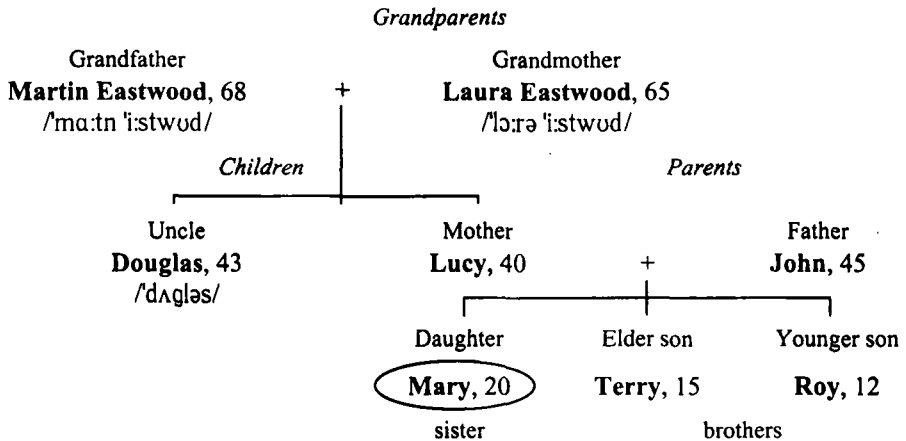 Grandparents
Grandfather Grandmother
Martin Eastwood, 68 + Laura Eastwood, 65
/'mɑ:tn 'i:stwʊd/ /'lɔ:rə 'i:stwʊd/
Children Parents
Uncle Mother Father
Douglas, 43 Lucy, 40 + John, 45
/'dʌgləs/
Daughter Elder son Younger son
Mary, 20 Terry, 15 Roy, 12
sister brothers